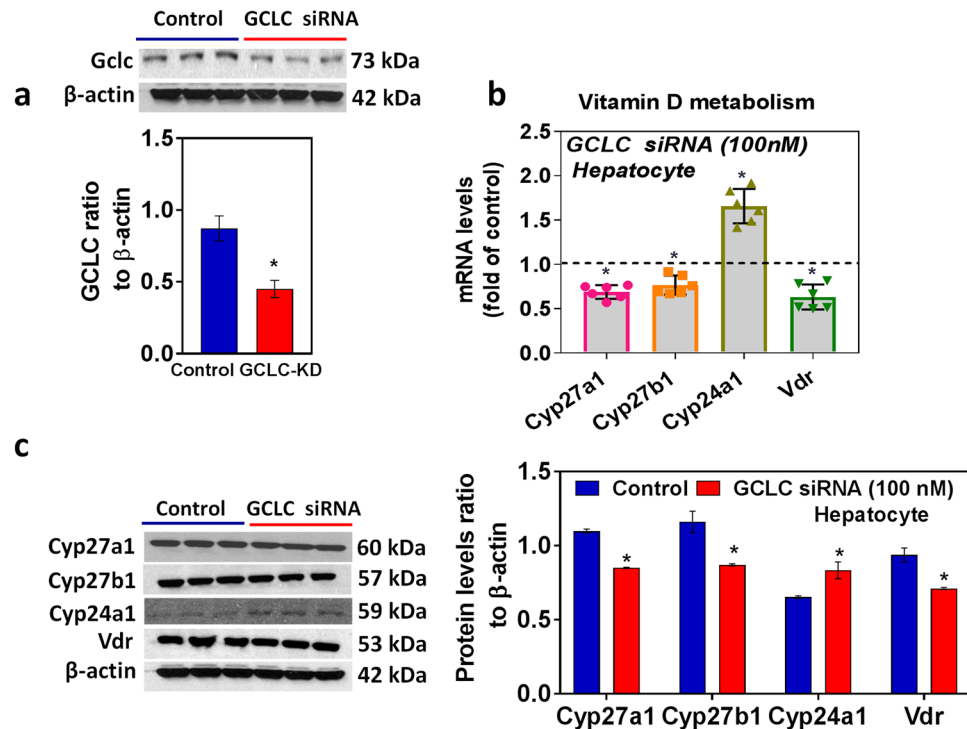 Control GCLC siRNA
Gclc 73 kDa
a β-actin 42 kDa
1.5
1.0
0.5
0.0
GCLC ratio
to β-actin
*
Control GCLC-KD
b
Vitamin D metabolism
GCLC siRNA (100nM)
Hepatocyte
2.5
2.0
1.5
1.0
0.5
0.0
mRNA levels
(fold of control)
* * * *
Cyp27a1 Cyp27b1 Cyp24a1 Vdr
c
Control GCLC siRNA
Cyp27a1 60 kDa
Cyp27b1 57 kDa
Cyp24a1 59 kDa
Vdr 53 kDa
β-actin 42 kDa
Control GCLC siRNA (100 nM)
Hepatocyte
1.5
1.0
0.5
0.0
Protein levels ratio
to β-actin
* * * *
Cyp27a1 Cyp27b1 Cyp24a1 Vdr